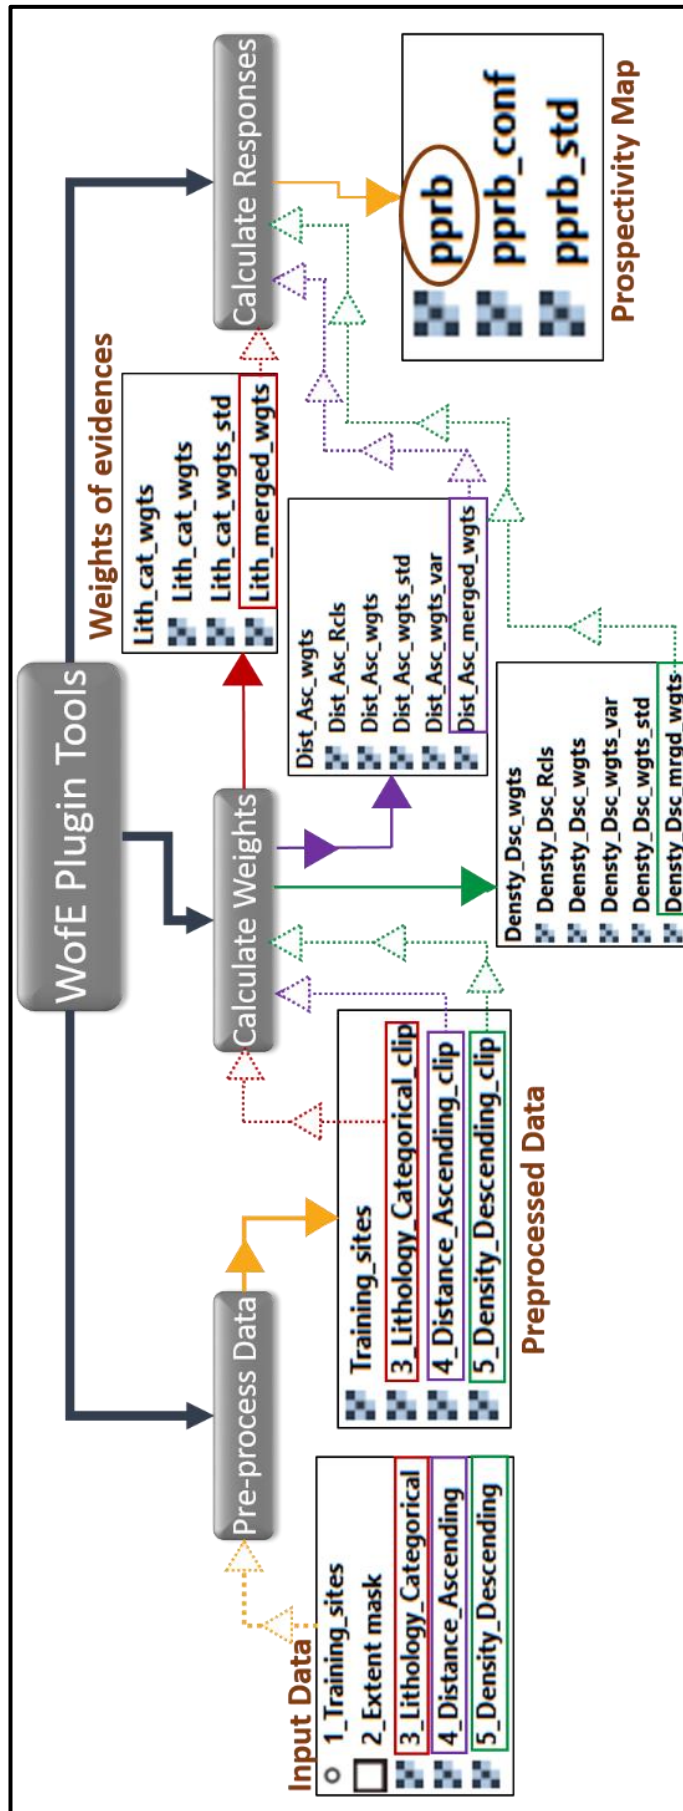 WofE Plugin Tools
Pre-process Data
Calculate Weights
Calculate Responses
Input Data
1_Training_sites
2_Extent mask
3_Lithology_Categorical
4_Distance_Ascending
5_Density_Descending
Training_sites
3_Lithology_Categorical_clip
4_Distance_Ascending_clip
5_Density_Descending_clip
Preprocessed Data
Weights of evidences
Lith_cat_wgts
Lith_cat_wgts
Lith_cat_wgts_std
Lith_merged_wgts
Dist_Asc_wgts
Dist_Asc_Rcls
Dist_Asc_wgts
Dist_Asc_wgts_std
Dist_Asc_wgts_var
Dist_Asc_merged_wgts
Densty_Dsc_wgts
Densty_Dsc_Rcls
Densty_Dsc_wgts
Densty_Dsc_wgts_var
Densty_Dsc_wgts_std
Densty_Dsc_mrgd_wgts
pprb
pprb_conf
pprb_std
Prospectivity Map